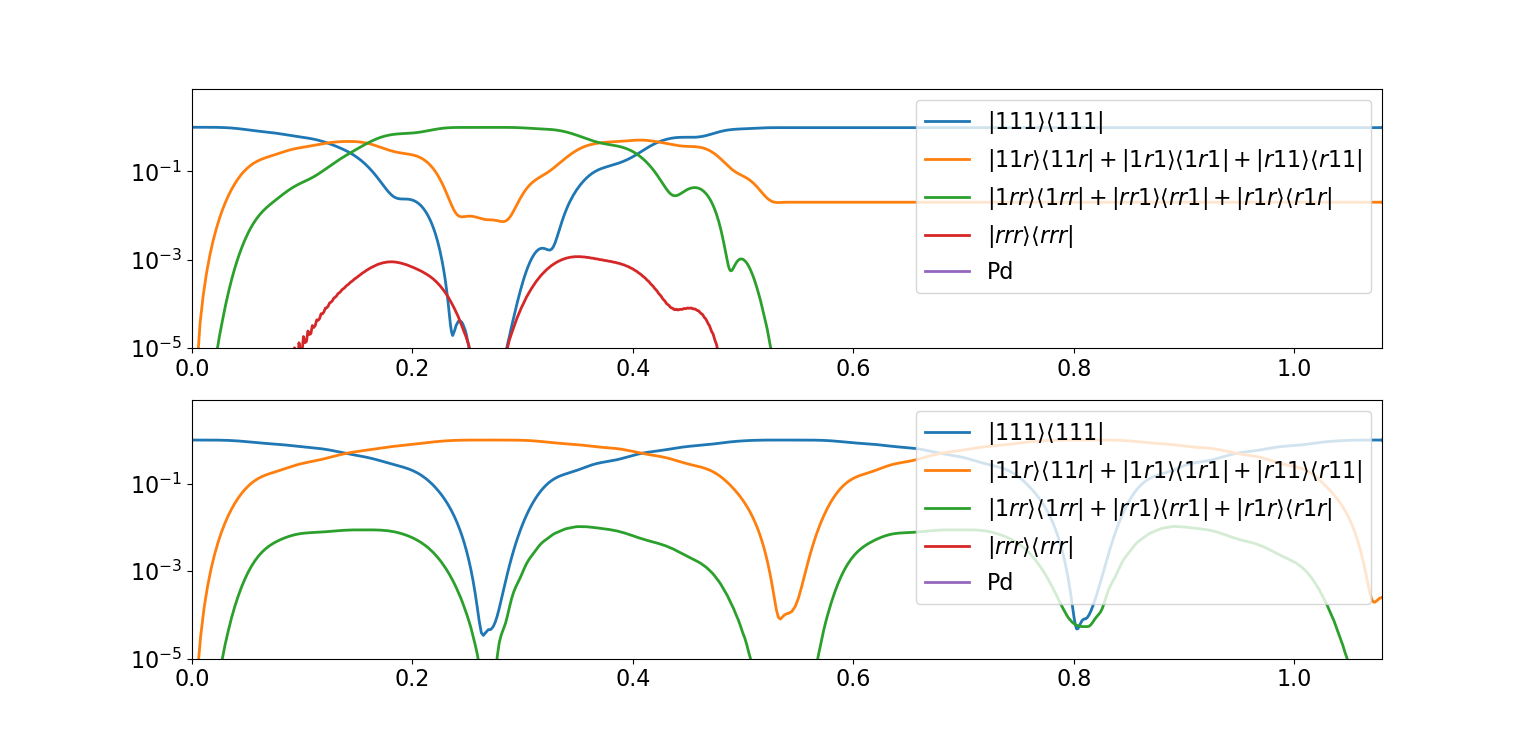 |111⟩⟨111|
|11r⟩⟨11r| + |1r1⟩⟨1r1| + |r11⟩⟨r11|
|1rr⟩⟨1rr| + |rr1⟩⟨rr1| + |r1r⟩⟨r1r|
|rrr⟩⟨rrr|
Pd
10⁻¹
10⁻³
10⁻⁵
0.0 0.2 0.4 0.6 0.8 1.0
|111⟩⟨111|
|11r⟩⟨11r| + |1r1⟩⟨1r1| + |r11⟩⟨r11|
|1rr⟩⟨1rr| + |rr1⟩⟨rr1| + |r1r⟩⟨r1r|
|rrr⟩⟨rrr|
Pd
10⁻¹
10⁻³
10⁻⁵
0.0 0.2 0.4 0.6 0.8 1.0